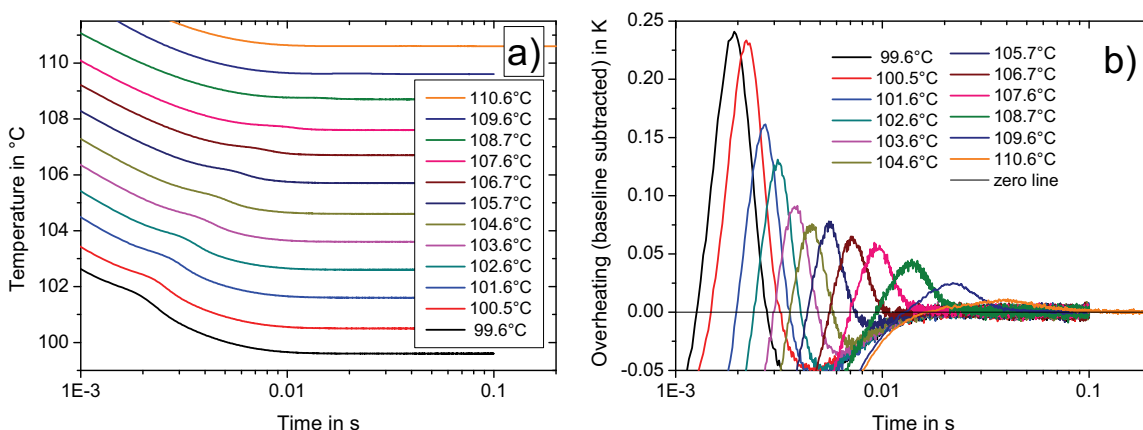 a)
Temperature in °C
110
108
106
104
102
100
110.6°C
109.6°C
108.7°C
107.6°C
106.7°C
105.7°C
104.6°C
103.6°C
102.6°C
101.6°C
100.5°C
99.6°C
1E-3 0.01 0.1
Time in s
b)
Overheating (baseline subtracted) in K
0.25
0.20
0.15
0.10
0.05
0.00
-0.05
99.6°C
100.5°C
101.6°C
102.6°C
103.6°C
104.6°C
105.7°C
106.7°C
107.6°C
108.7°C
109.6°C
110.6°C
zero line
1E-3 0.01 0.1
Time in s